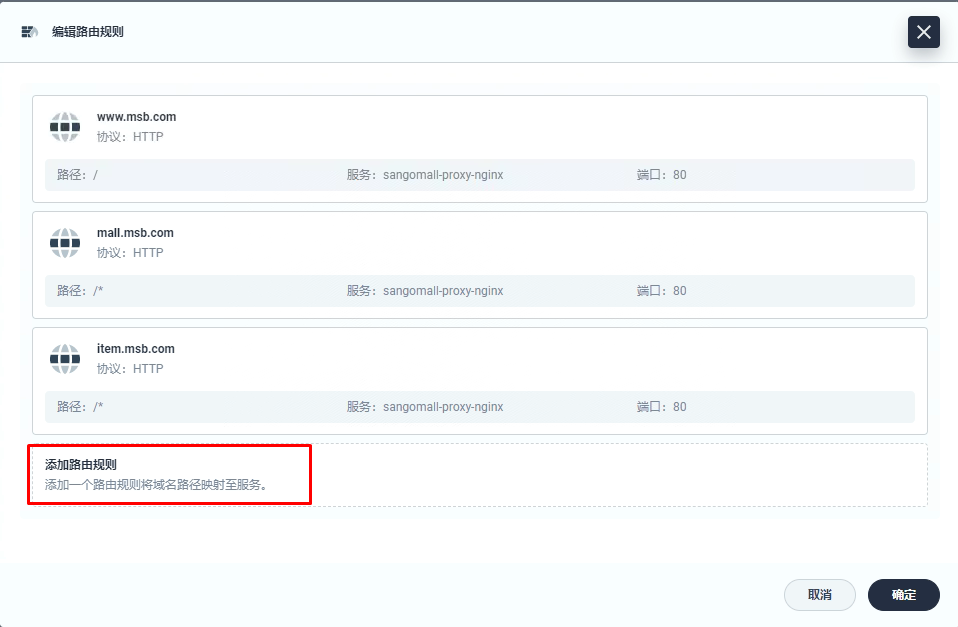 编辑路由规则
www.msb.com
协议：HTTP
路径：/ 服务：sangomall-proxy-nginx 端口：80
mall.msb.com
协议：HTTP
路径：/* 服务：sangomall-proxy-nginx 端口：80
item.msb.com
协议：HTTP
路径：/* 服务：sangomall-proxy-nginx 端口：80
添加路由规则
添加一个路由规则将域名路径映射至服务。
取消 确定